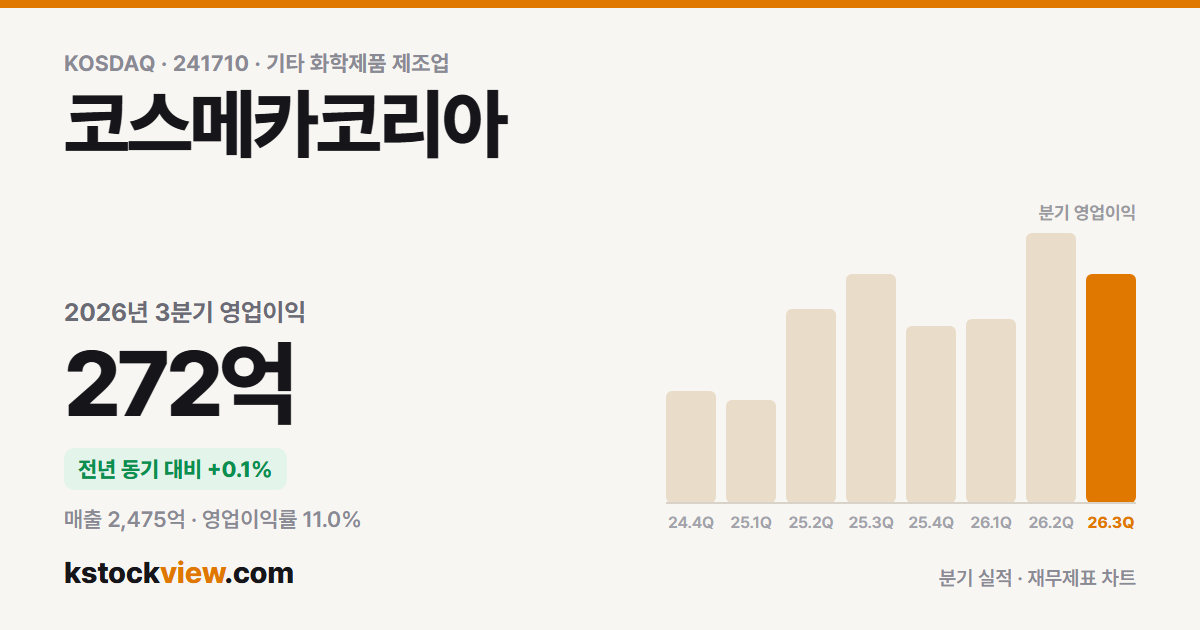 KOSDAQ · 241710 · 기타 화학제품 제조업
코스메카코리아
분기 영업이익
2026년 3분기 영업이익
272억
전년 동기 대비 +0.1%
매출 2,475억 · 영업이익률 11.0%
24.4Q 25.1Q 25.2Q 25.3Q 25.4Q 26.1Q 26.2Q 26.3Q
kstockview.com
분기 실적 · 재무제표 차트